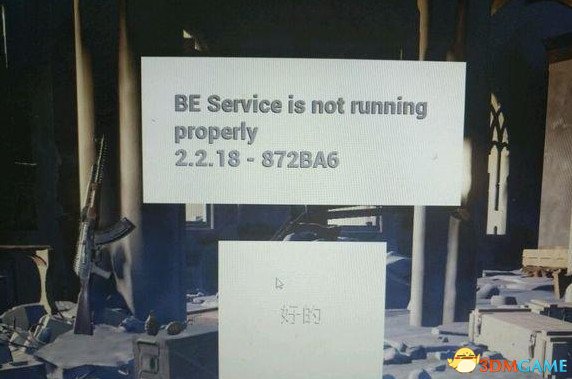 BE Service is not running
properly
2.2.18 - 872BA6
好的
3DMGAME